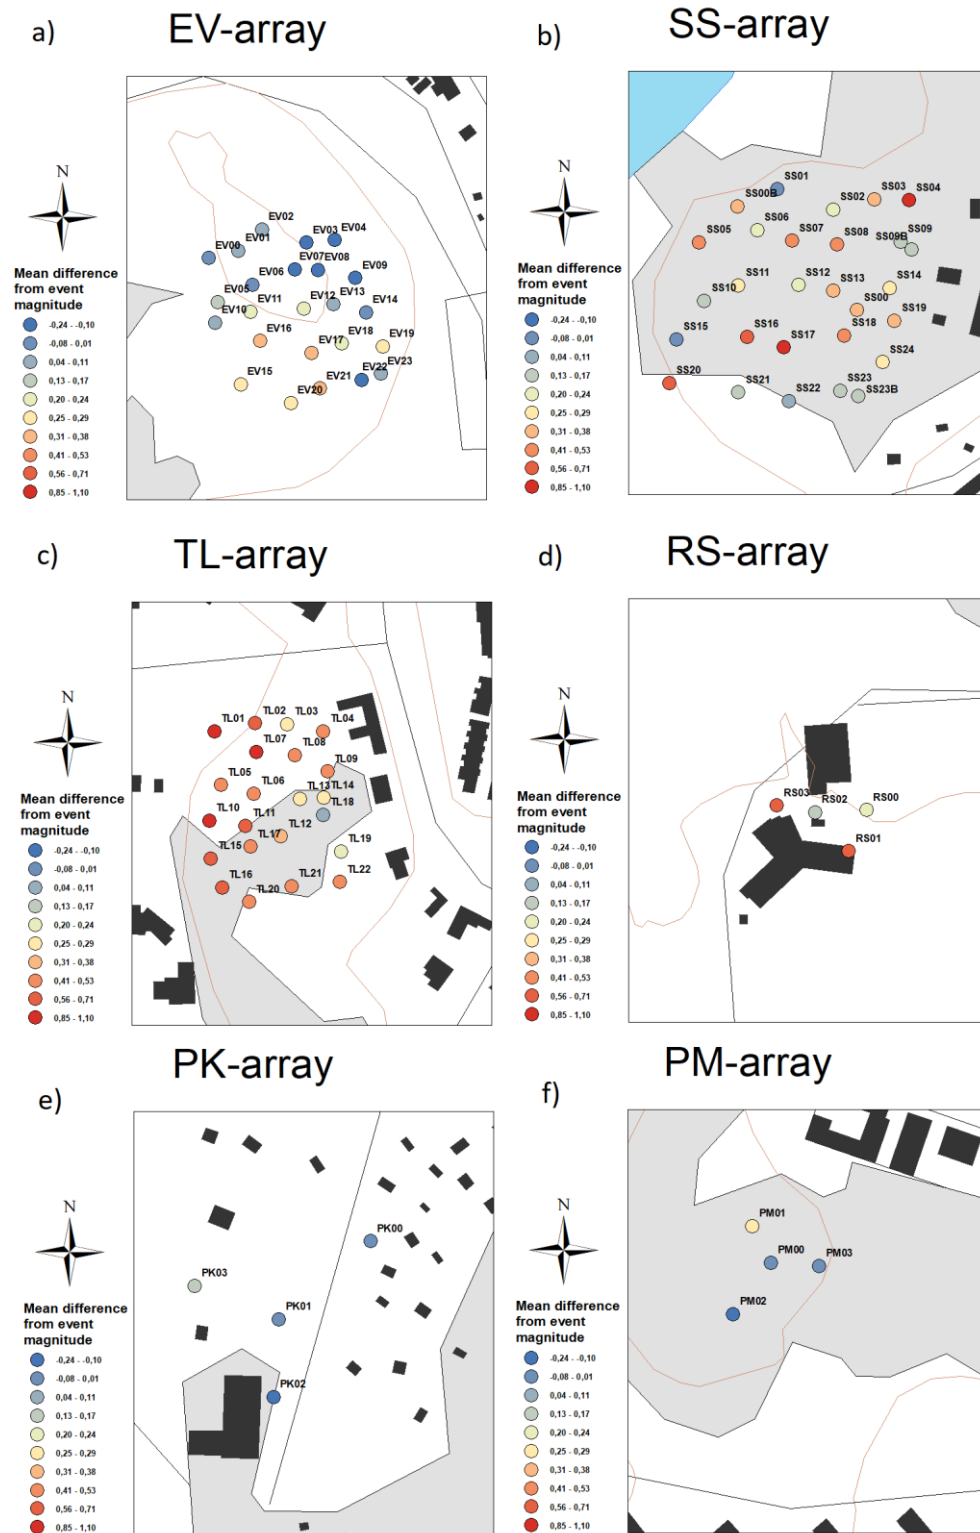 a)
EV-array
N
Mean difference
from event
magnitude
-0,24 - -0,10
-0,08 - -0,01
0,04 - 0,11
0,13 - 0,17
0,20 - 0,24
0,25 - 0,29
0,31 - 0,38
0,41 - 0,53
0,56 - 0,71
0,85 - 1,10
EV02
EV03
EV04
EV00
EV01
EV07
EV08
EV09
EV06
EV05
EV11
EV12
EV13
EV14
EV10
EV16
EV17
EV18
EV19
EV15
EV20
EV21
EV22
EV23
b)
SS-array
N
Mean difference
from event
magnitude
-0,24 - -0,10
-0,08 - -0,01
0,04 - 0,11
0,13 - 0,17
0,20 - 0,24
0,25 - 0,29
0,31 - 0,38
0,41 - 0,53
0,56 - 0,71
0,85 - 1,10
SS01
SS00B
SS02
SS03
SS04
SS06
SS05
SS07
SS08
SS09B
SS09
SS11
SS12
SS13
SS14
SS10
SS00
SS19
SS15
SS16
SS17
SS18
SS24
SS20
SS21
SS22
SS23
SS23B
c)
TL-array
N
Mean difference
from event
magnitude
-0,24 - -0,10
-0,08 - -0,01
0,04 - 0,11
0,13 - 0,17
0,20 - 0,24
0,25 - 0,29
0,31 - 0,38
0,41 - 0,53
0,56 - 0,71
0,85 - 1,10
TL01
TL02
TL03
TL04
TL07
TL08
TL09
TL05
TL06
TL13
TL14
TL10
TL11
TL12
TL18
TL17
TL15
TL19
TL16
TL20
TL21
TL22
d)
RS-array
N
Mean difference
from event
magnitude
-0,24 - -0,10
-0,08 - -0,01
0,04 - 0,11
0,13 - 0,17
0,20 - 0,24
0,25 - 0,29
0,31 - 0,38
0,41 - 0,53
0,56 - 0,71
0,85 - 1,10
RS03
RS02
RS00
RS01
e)
PK-array
N
Mean difference
from event
magnitude
-0,24 - -0,10
-0,08 - -0,01
0,04 - 0,11
0,13 - 0,17
0,20 - 0,24
0,25 - 0,29
0,31 - 0,38
0,41 - 0,53
0,56 - 0,71
0,85 - 1,10
PK00
PK03
PK01
PK02
f)
PM-array
N
Mean difference
from event
magnitude
-0,24 - -0,10
-0,08 - -0,01
0,04 - 0,11
0,13 - 0,17
0,20 - 0,24
0,25 - 0,29
0,31 - 0,38
0,41 - 0,53
0,56 - 0,71
0,85 - 1,10
PM01
PM00
PM03
PM02